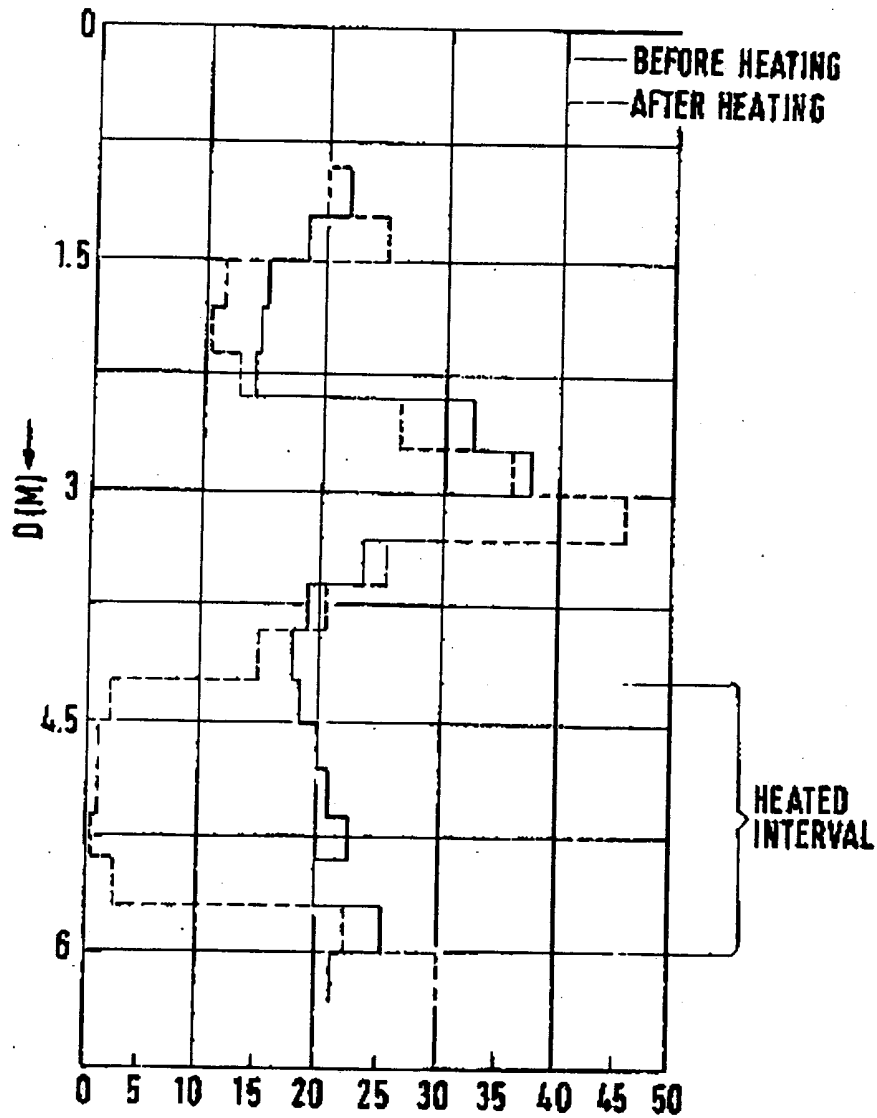 0
BEFORE HEATING
AFTER HEATING
1.5
D(M)
3
4.5
HEATED
INTERVAL
6
0 5 10 15 20 25 30 35 40 45 50